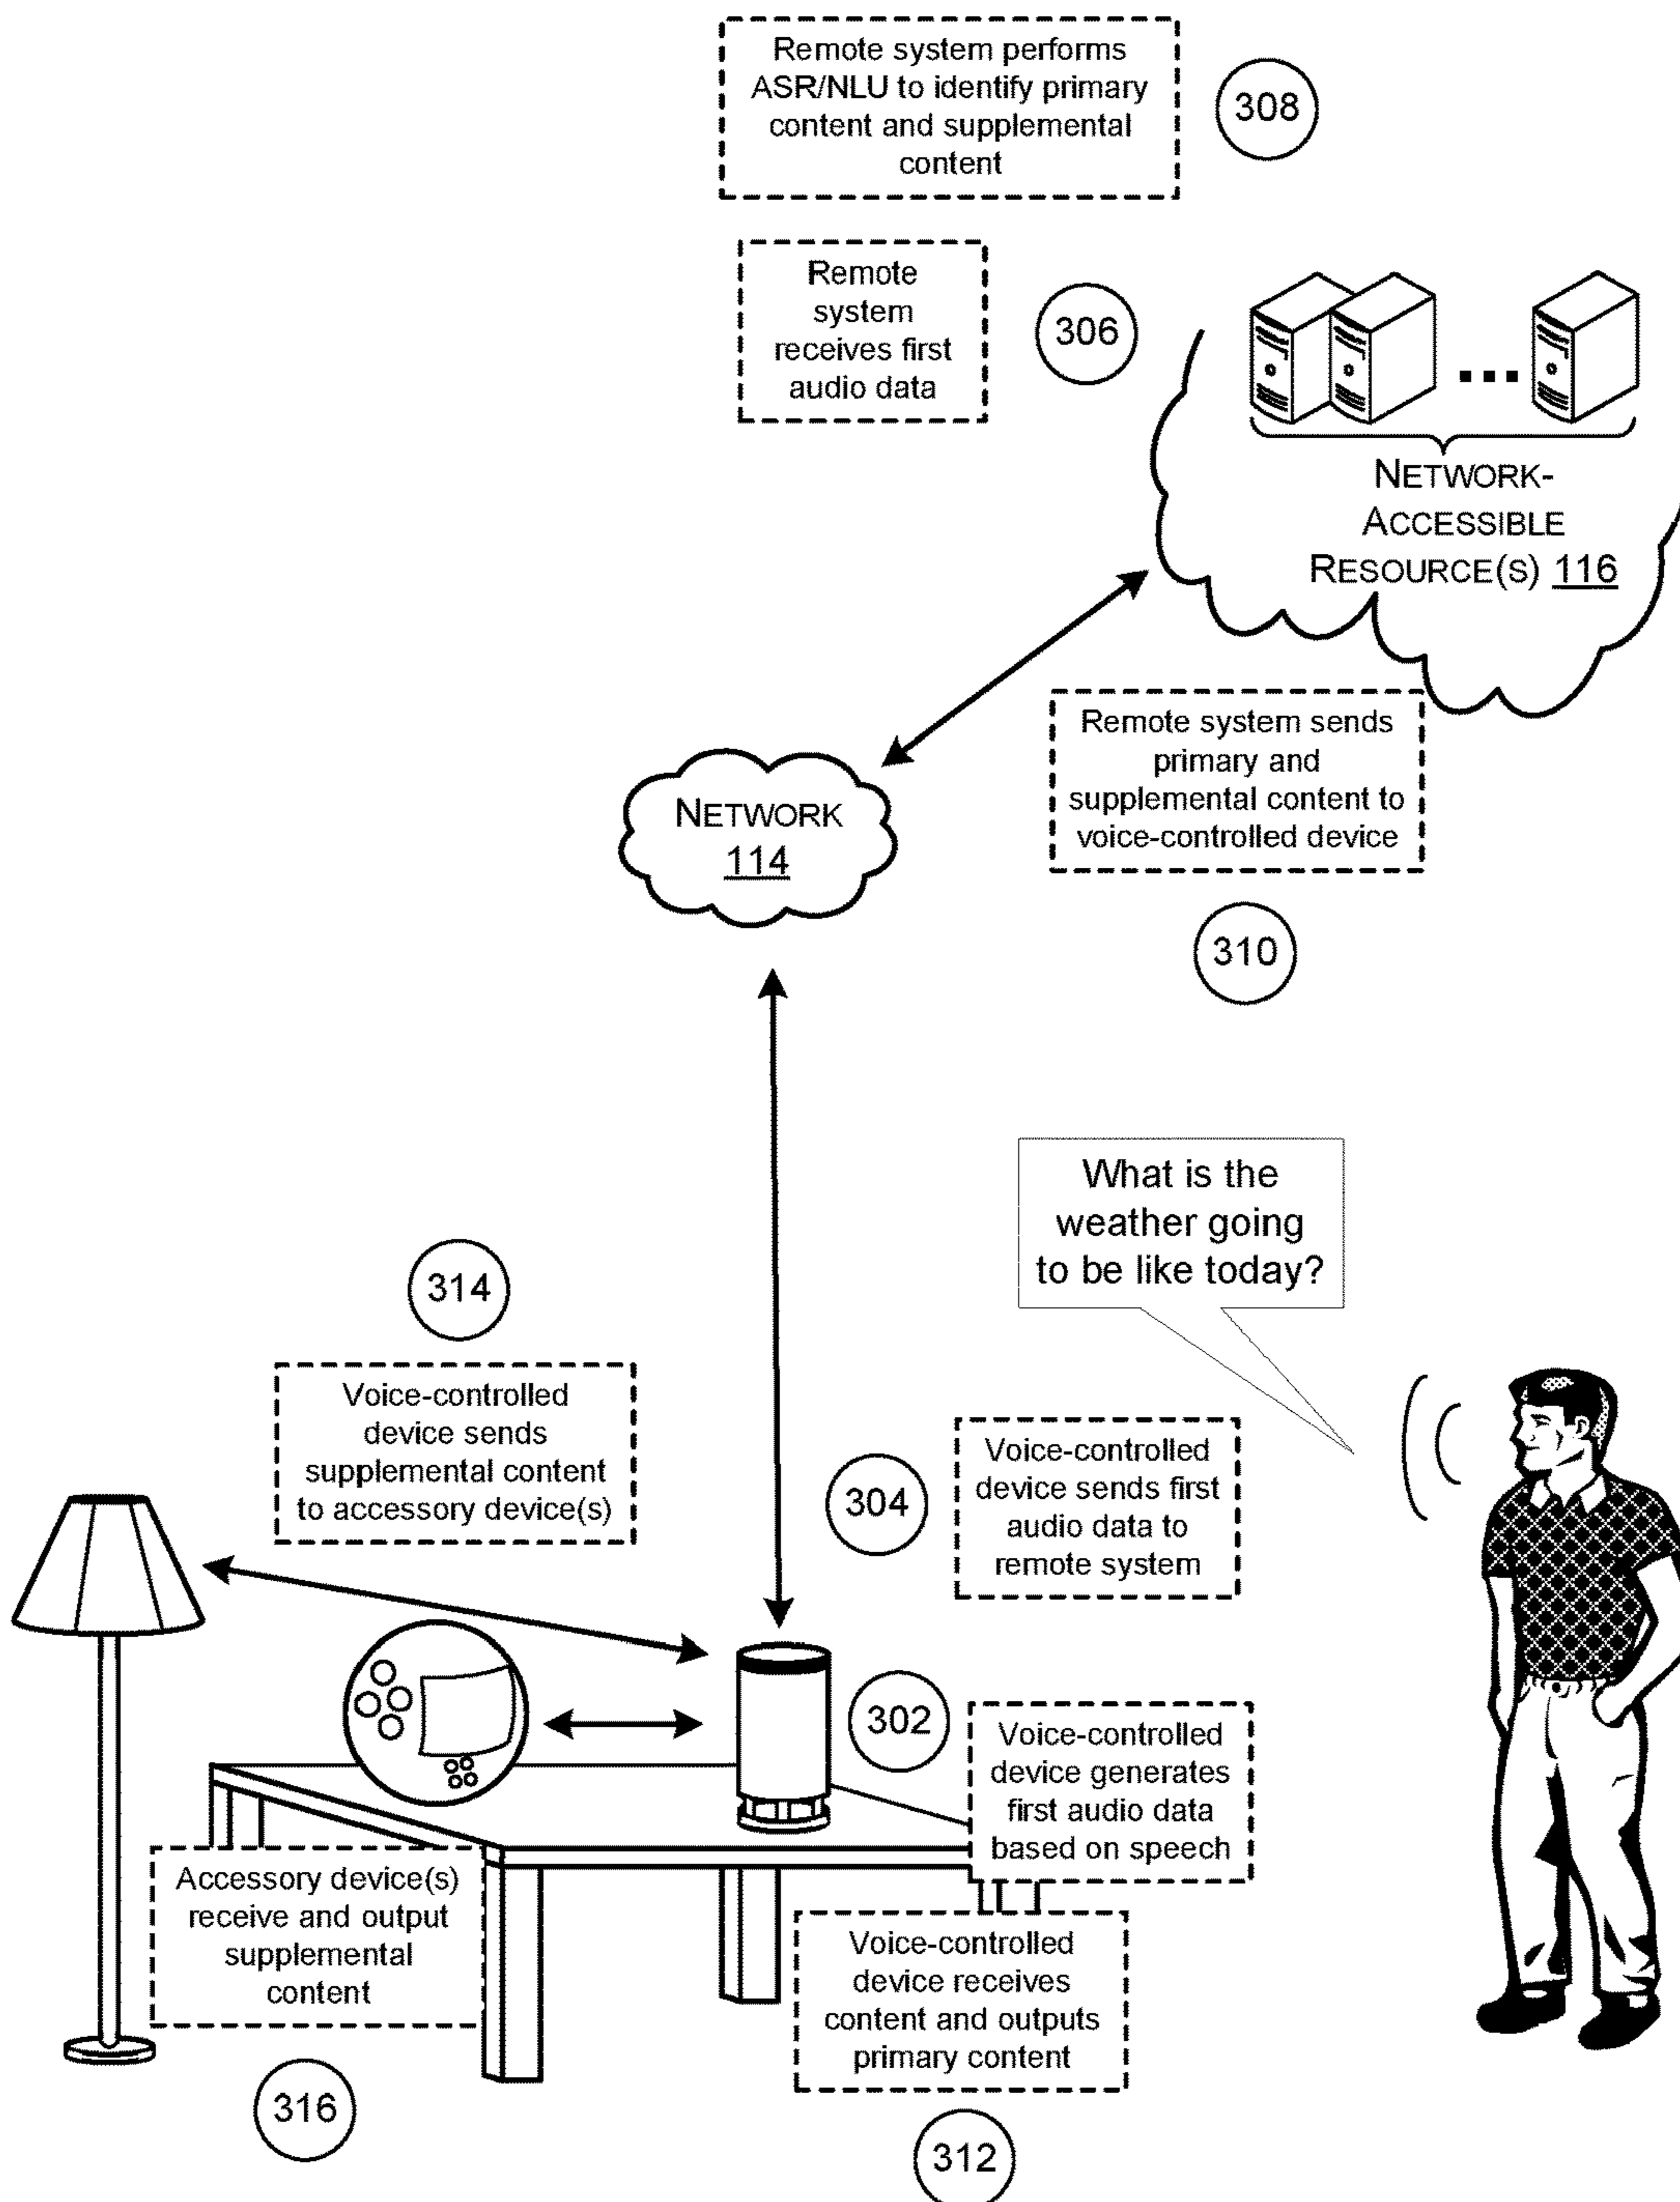 Remote system performs
ASR/NLU to identify primary
content and supplemental
content
308
Remote
system
receives first
audio data
306
NETWORK-
ACCESSIBLE
RESOURCE(S) 116
Remote system sends
primary and
supplemental content to
voice-controlled device
310
NETWORK
114
What is the
weather going
to be like today?
314
Voice-controlled
device sends
supplemental content
to accessory device(s)
304
Voice-controlled
device sends first
audio data to
remote system
302
Voice-controlled
device generates
first audio data
based on speech
Accessory device(s)
receive and output
supplemental
content
316
Voice-controlled
device receives
content and outputs
primary content
312